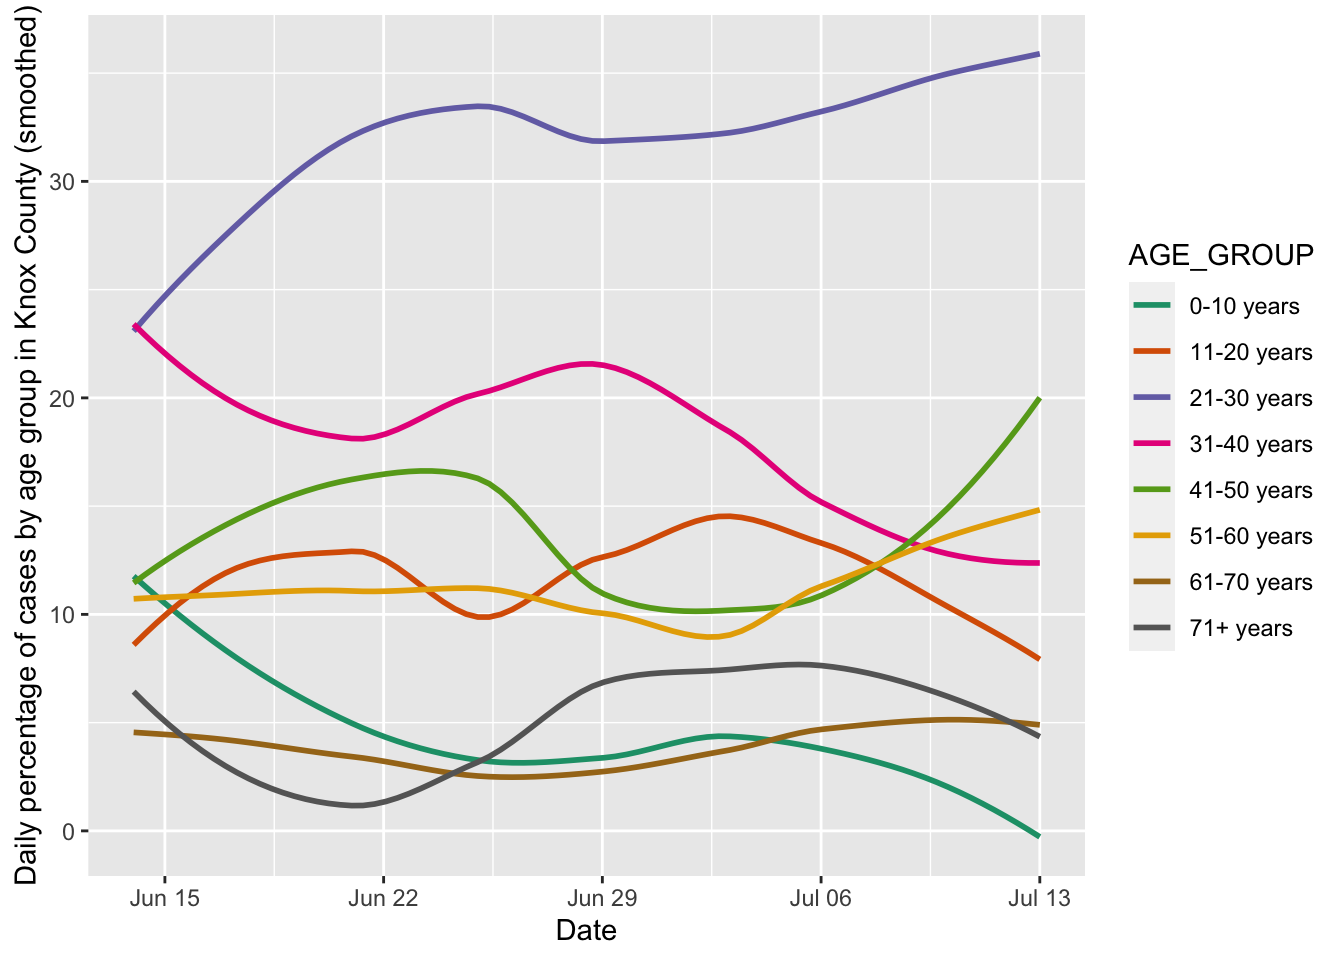 Daily percentage of cases by age group in Knox County (smoothed)
30
20
10
0
Jun 15
Jun 22
Jun 29
Jul 06
Jul 13
Date
AGE_GROUP
0-10 years
11-20 years
21-30 years
31-40 years
41-50 years
51-60 years
61-70 years
71+ years